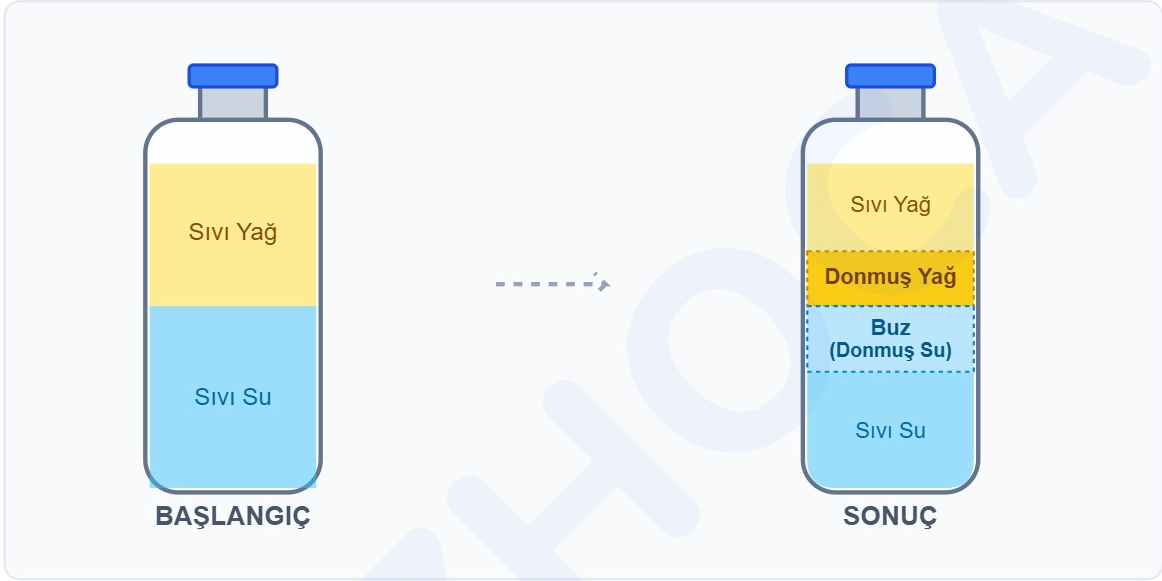 Sıvı Yağ
Sıvı Su
BAŞLANGIÇ
Sıvı Yağ
Donmuş Yağ
Buz
(Donmuş Su)
Sıvı Su
SONUÇ